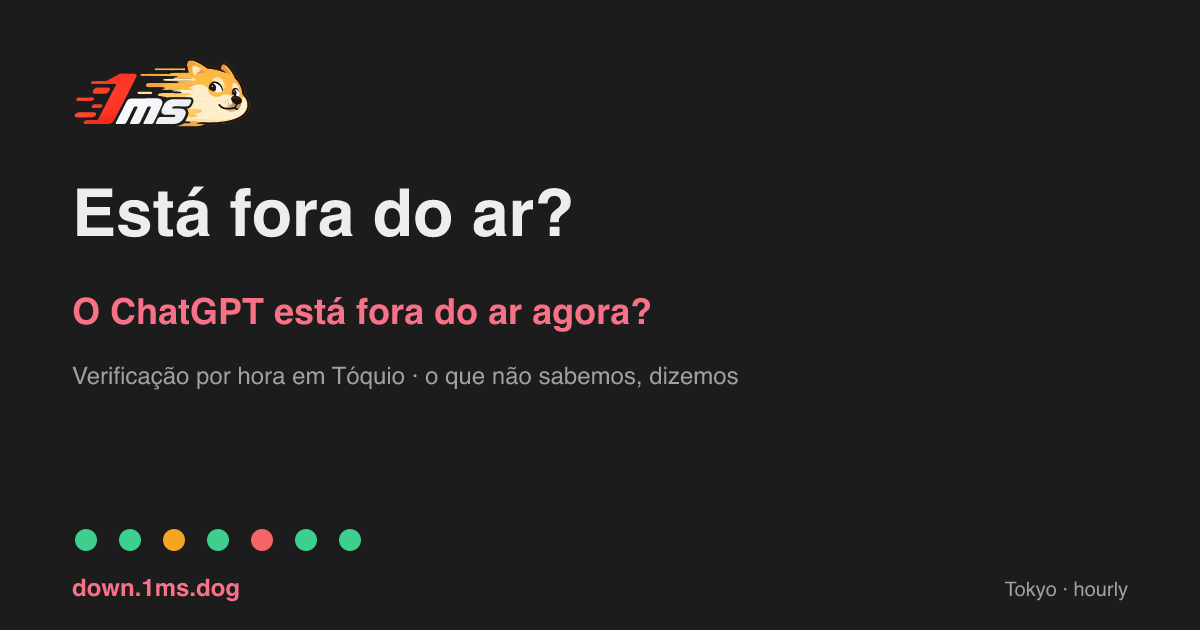 1ms
Está fora do ar?
O ChatGPT está fora do ar agora?
Verificação por hora em Tóquio · o que não sabemos, dizemos
down.1ms.dog
Tokyo · hourly